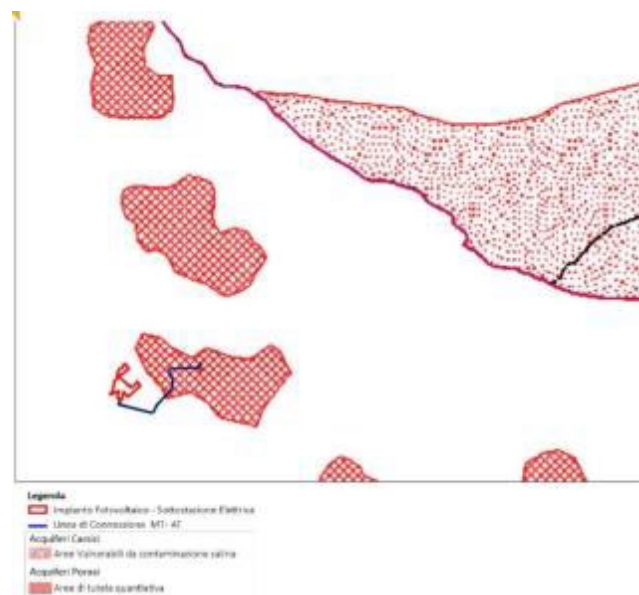 Legenda
Impianto Fotovoltaico - Sottostazione Elettrica
Linea di Connessione MT- AT
Acquiferi Carsici
Aree Vulnerabili da contaminazione salina
Acquiferi Porosi
Aree di tutela quantitativa